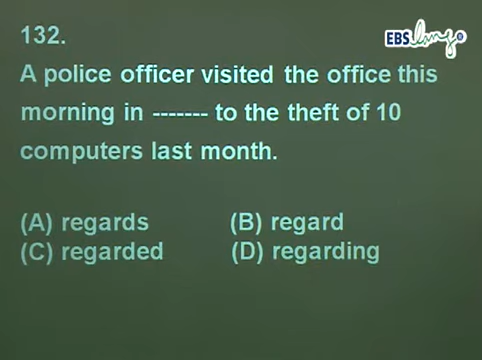 132.
EBS lang
A police officer visited the office this
morning in ------- to the theft of 10
computers last month.
(A) regards (B) regard
(C) regarded (D) regarding